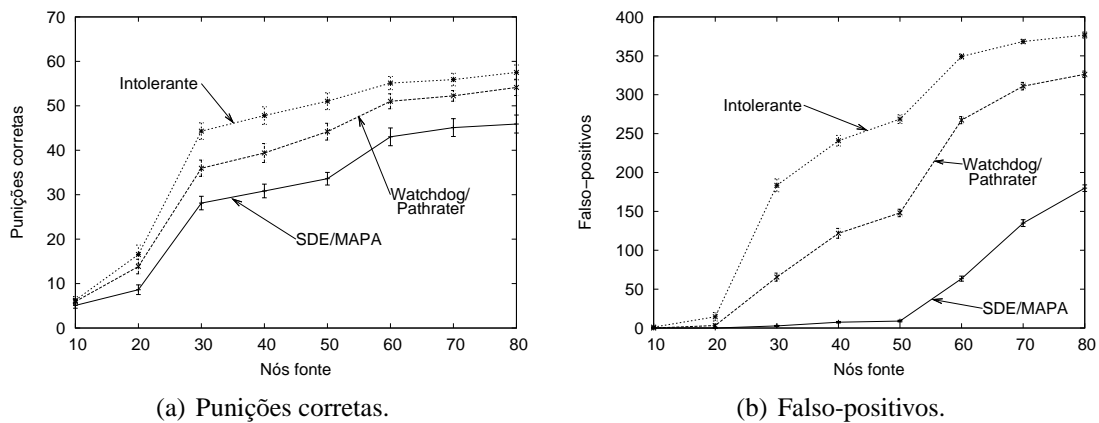 70
60
50
40
30
20
10
0
Punições corretas
Intolerante
Watchdog/
Pathrater
SDE/MAPA
10 20 30 40 50 60 70 80
Nós fonte
(a) Punições corretas.
400
350
300
250
200
150
100
50
0
Falso−positivos
Intolerante
Watchdog/
Pathrater
SDE/MAPA
10 20 30 40 50 60 70 80
Nós fonte
(b) Falso-positivos.